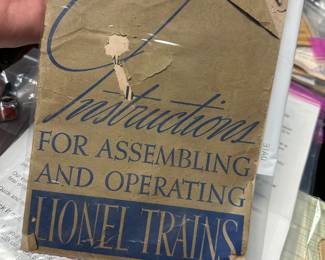 Instructions
FOR ASSEMBLING
AND OPERATING
LIONEL TRAINS